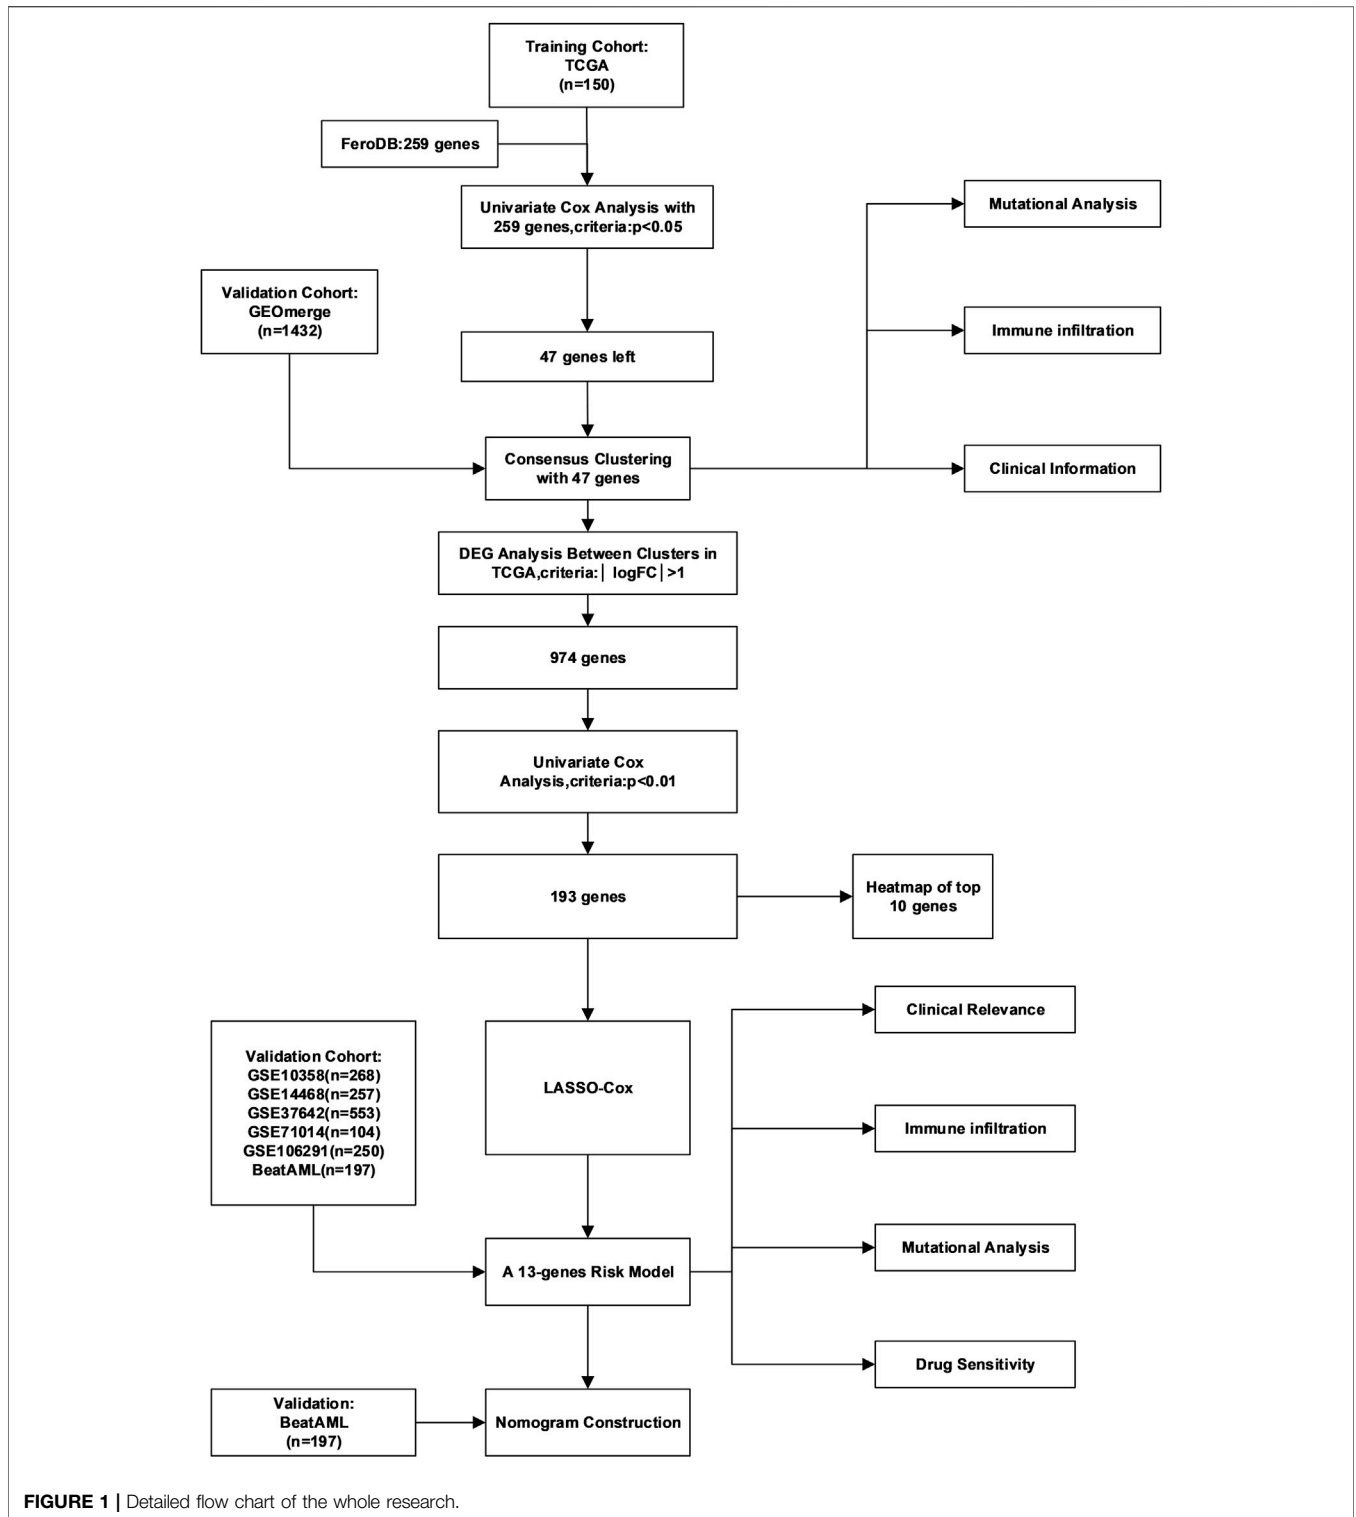 Training Cohort:
TCGA
(n=150)
FeroDB:259 genes
Univariate Cox Analysis with
259 genes,criteria:p<0.05
Mutational Analysis
Validation Cohort:
GEOmerge
(n=1432)
Immune infiltration
47 genes left
Consensus Clustering
with 47 genes
Clinical Information
DEG Analysis Between Clusters in
TCGA,criteria:│ logFC│>1
974 genes
Univariate Cox
Analysis,criteria:p<0.01
193 genes
Heatmap of top
10 genes
Clinical Relevance
Validation Cohort:
GSE10358(n=268)
GSE14468(n=257)
GSE37642(n=553)
GSE71014(n=104)
GSE106291(n=250)
BeatAML(n=197)
LASSO-Cox
Immune infiltration
Mutational Analysis
A 13-genes Risk Model
Drug Sensitivity
Validation:
BeatAML
(n=197)
Nomogram Construction
FIGURE 1 | Detailed flow chart of the whole research.